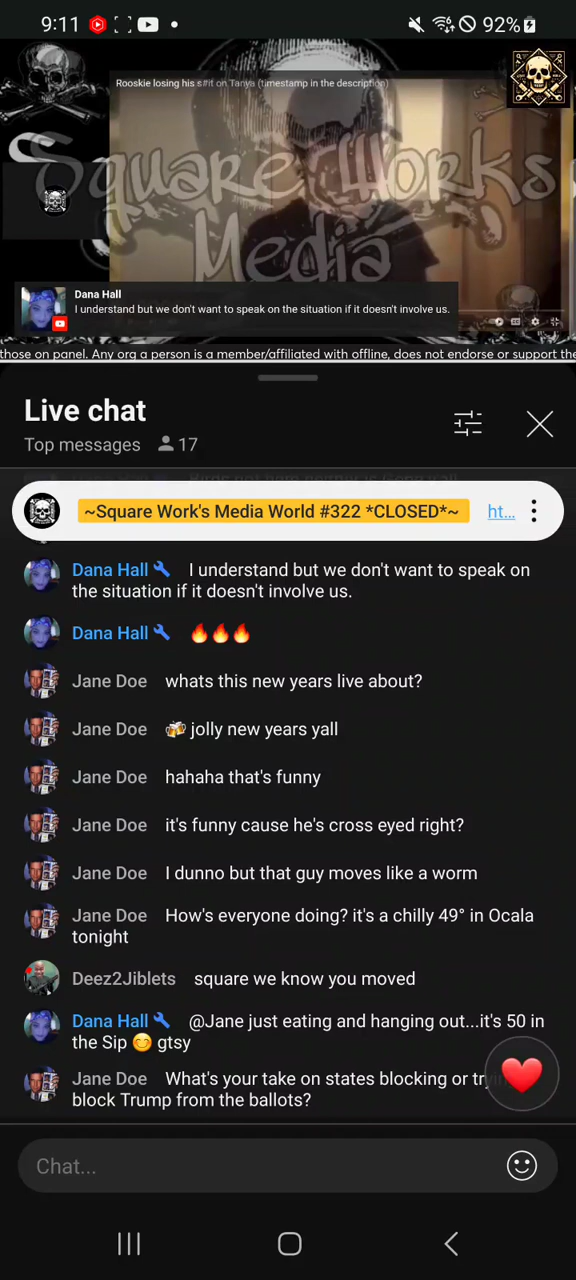 9:11
92%
Rooskie losing his s#it on Tanya (timestamp in the description)
Square Works
Media
Dana Hall
I understand but we don't want to speak on the situation if it doesn't involve us.
those on panel. Any org a person is a member/affiliated with offline, does not endorse or support the
Live chat
Top messages 17
~Square Work's Media World #322 *CLOSED*~ ht...
Dana Hall I understand but we don't want to speak on
the situation if it doesn't involve us.
Dana Hall 🔥🔥🔥
Jane Doe whats this new years live about?
Jane Doe 🍻 jolly new years yall
Jane Doe hahaha that's funny
Jane Doe it's funny cause he's cross eyed right?
Jane Doe I dunno but that guy moves like a worm
Jane Doe How's everyone doing? it's a chilly 49° in Ocala
tonight
Deez2Jiblets square we know you moved
Dana Hall @Jane just eating and hanging out...it's 50 in
the Sip 😊 gtsy
Jane Doe What's your take on states blocking or
block Trump from the ballots?
Chat...